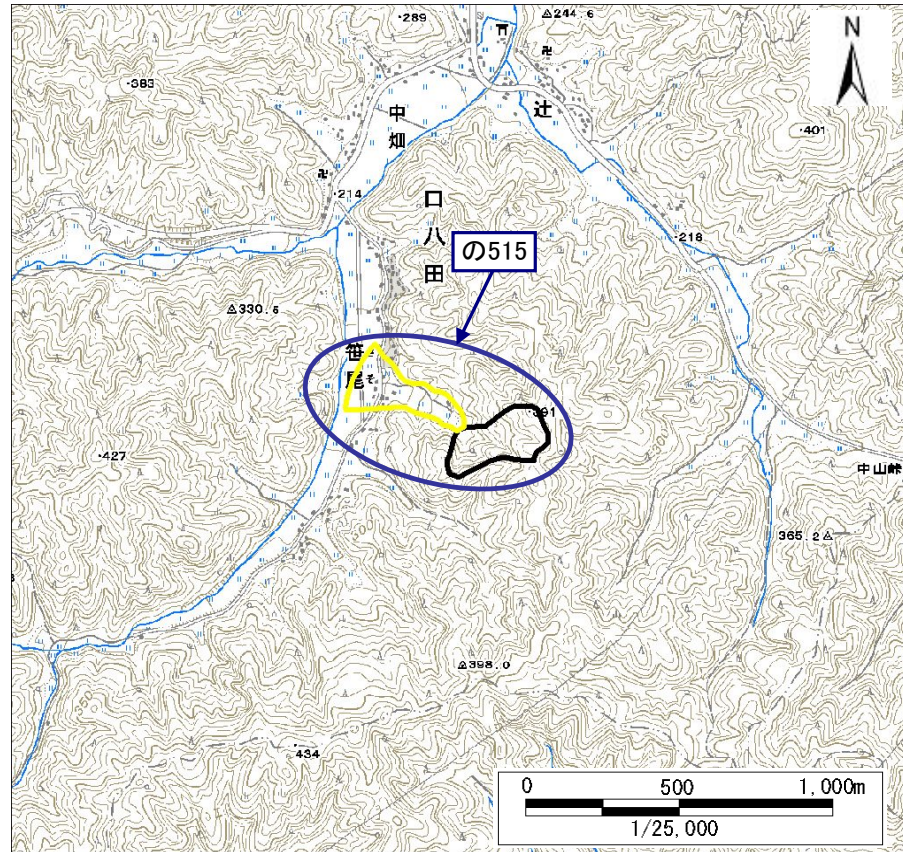 ・289
△244.6
N
・383
中畑
辻
・401
・214
口八田
・218
の515
△330.5
笹尾
391
・427
中山峠
365.2△
△398.0
・434
0 500 1,000m
1/25,000